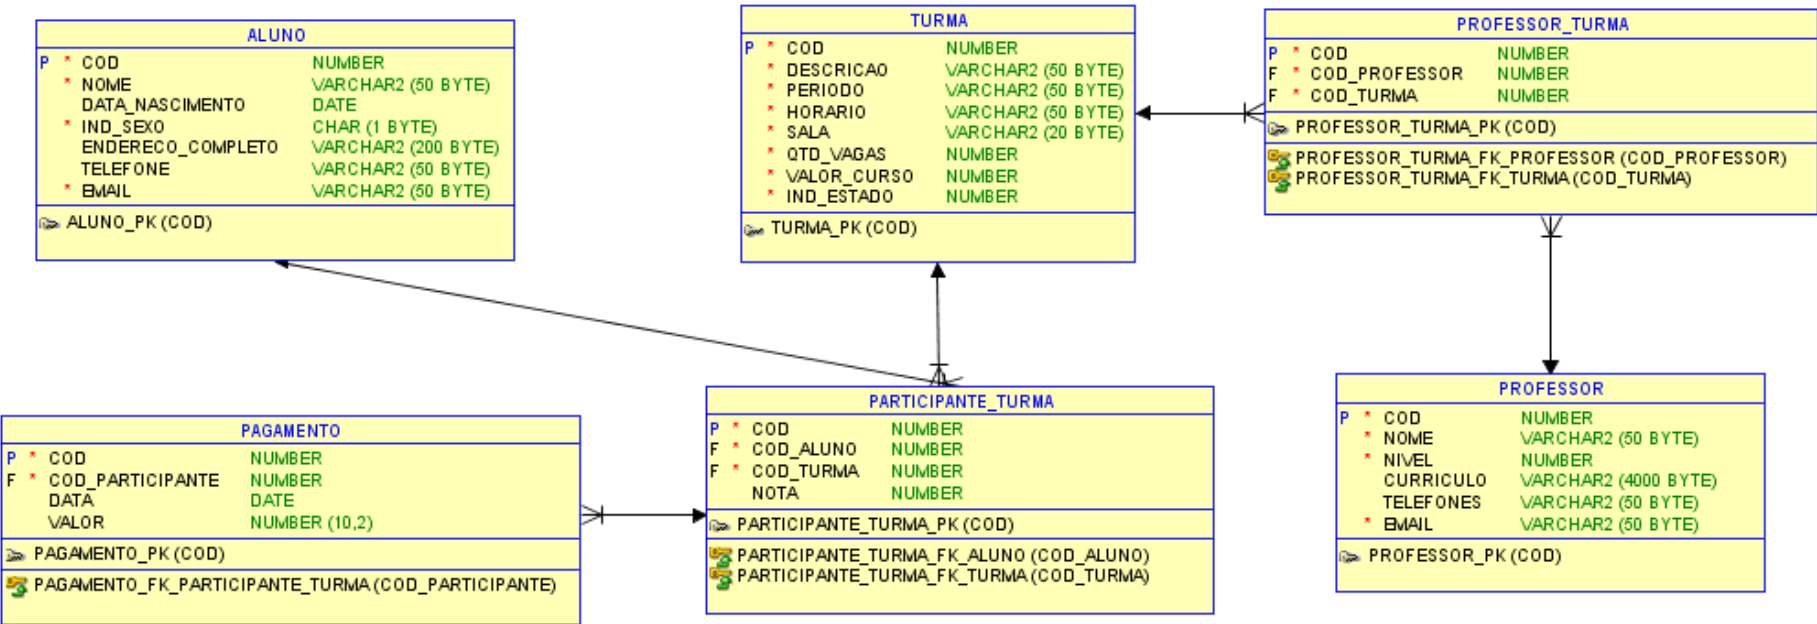 ALUNO
P * COD NUMBER
* NOME VARCHAR2 (50 BYTE)
DATA_NASCIMENTO DATE
* IND_SEXO CHAR (1 BYTE)
ENDERECO_COMPLETO VARCHAR2 (200 BYTE)
TELEFONE VARCHAR2 (50 BYTE)
* EMAIL VARCHAR2 (50 BYTE)
ALUNO_PK (COD)
TURMA
P * COD NUMBER
* DESCRICAO VARCHAR2 (50 BYTE)
* PERIODO VARCHAR2 (50 BYTE)
* HORARIO VARCHAR2 (50 BYTE)
* SALA VARCHAR2 (20 BYTE)
* QTD_VAGAS NUMBER
* VALOR_CURSO NUMBER
* IND_ESTADO NUMBER
TURMA_PK (COD)
PROFESSOR_TURMA
P * COD NUMBER
F * COD_PROFESSOR NUMBER
F * COD_TURMA NUMBER
PROFESSOR_TURMA_PK (COD)
PROFESSOR_TURMA_FK_PROFESSOR (COD_PROFESSOR)
PROFESSOR_TURMA_FK_TURMA (COD_TURMA)
PAGAMENTO
P * COD NUMBER
F * COD_PARTICIPANTE NUMBER
DATA DATE
VALOR NUMBER (10,2)
PAGAMENTO_PK (COD)
PAGAMENTO_FK_PARTICIPANTE_TURMA (COD_PARTICIPANTE)
PARTICIPANTE_TURMA
P * COD NUMBER
F * COD_ALUNO NUMBER
F * COD_TURMA NUMBER
NOTA NUMBER
PARTICIPANTE_TURMA_PK (COD)
PARTICIPANTE_TURMA_FK_ALUNO (COD_ALUNO)
PARTICIPANTE_TURMA_FK_TURMA (COD_TURMA)
PROFESSOR
P * COD NUMBER
* NOME VARCHAR2 (50 BYTE)
* NIVEL NUMBER
CURRICULO VARCHAR2 (4000 BYTE)
TELEFONES VARCHAR2 (50 BYTE)
* EMAIL VARCHAR2 (50 BYTE)
PROFESSOR_PK (COD)